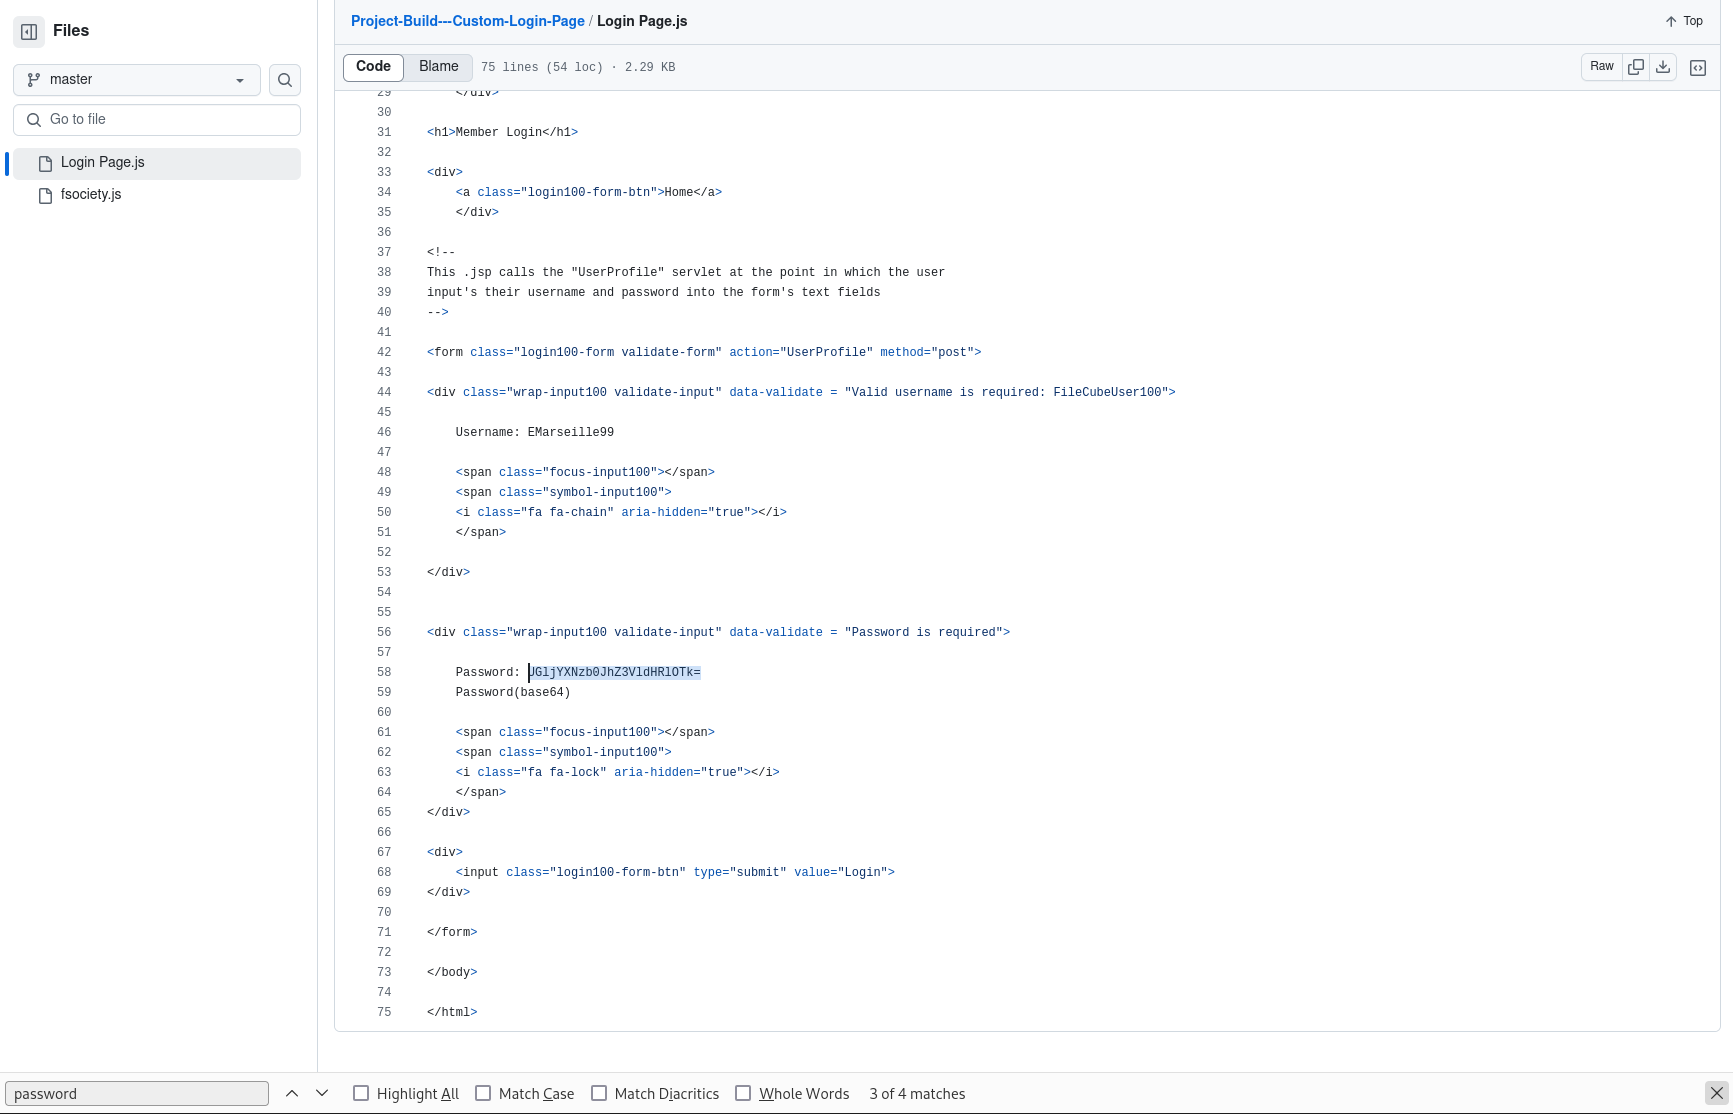 Files
master
Go to file
Login Page.js
fsociety.js
Project-Build---Custom-Login-Page / Login Page.js
Top
Code Blame 75 lines (54 loc) · 2.29 KB
Raw
29 </div>
30
31 <h1>Member Login</h1>
32
33 <div>
34 <a class="login100-form-btn">Home</a>
35 </div>
36
37 <!--
38 This .jsp calls the "UserProfile" servlet at the point in which the user
39 input's their username and password into the form's text fields
40 -->
41
42 <form class="login100-form validate-form" action="UserProfile" method="post">
43
44 <div class="wrap-input100 validate-input" data-validate = "Valid username is required: FileCubeUser100">
45
46 Username: EMarseille99
47
48 <span class="focus-input100"></span>
49 <span class="symbol-input100">
50 <i class="fa fa-chain" aria-hidden="true"></i>
51 </span>
52
53 </div>
54
55
56 <div class="wrap-input100 validate-input" data-validate = "Password is required">
57
58 Password: UGljYXNzb0JhZ3VldHRlOTk=
59 Password(base64)
60
61 <span class="focus-input100"></span>
62 <span class="symbol-input100">
63 <i class="fa fa-lock" aria-hidden="true"></i>
64 </span>
65 </div>
66
67 <div>
68 <input class="login100-form-btn" type="submit" value="Login">
69 </div>
70
71 </form>
72
73 </body>
74
75 </html>
password Highlight All Match Case Match Diacritics Whole Words 3 of 4 matches